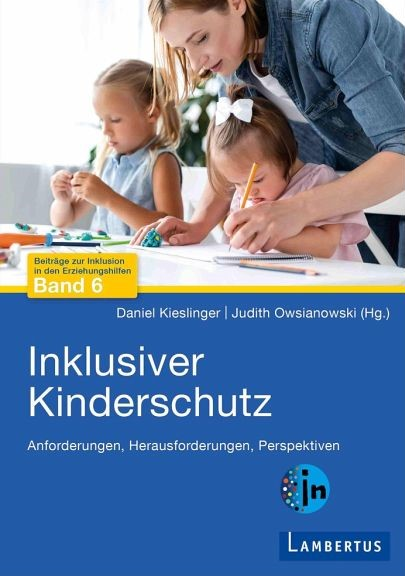 Beiträge zur Inklusion
in den Erziehungshilfen
Band 6
Daniel Kieslinger | Judith Owsianowski (Hg.)
Inklusiver
Kinderschutz
Anforderungen, Herausforderungen, Perspektiven
in
LAMBERTUS